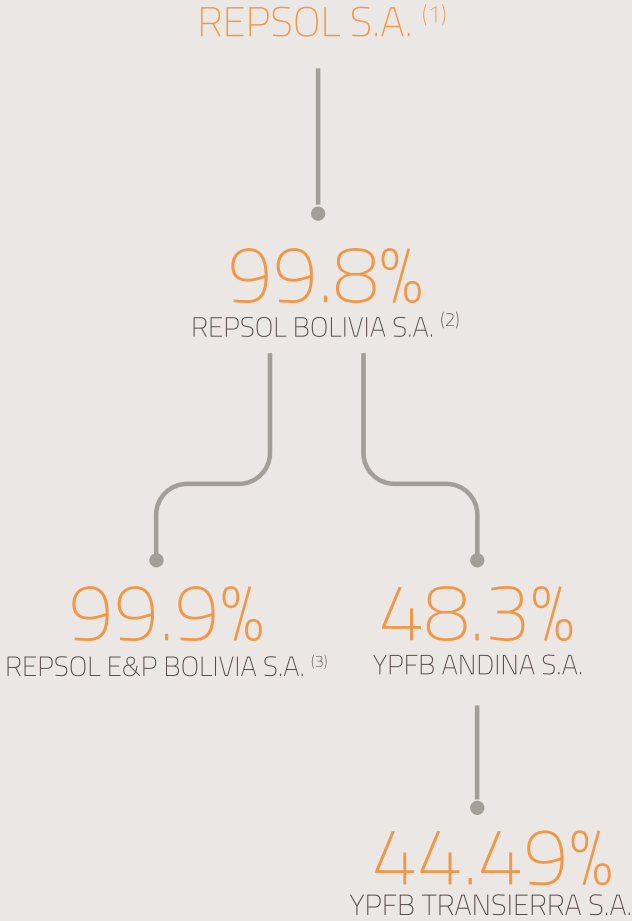 REPSOL S.A. (1)
99.8%
REPSOL BOLIVIA S.A. (2)
99.9%
REPSOL E&P BOLIVIA S.A. (3)
48.3%
YPFB ANDINA S.A.
44.49%
YPFB TRANSIERRA S.A.